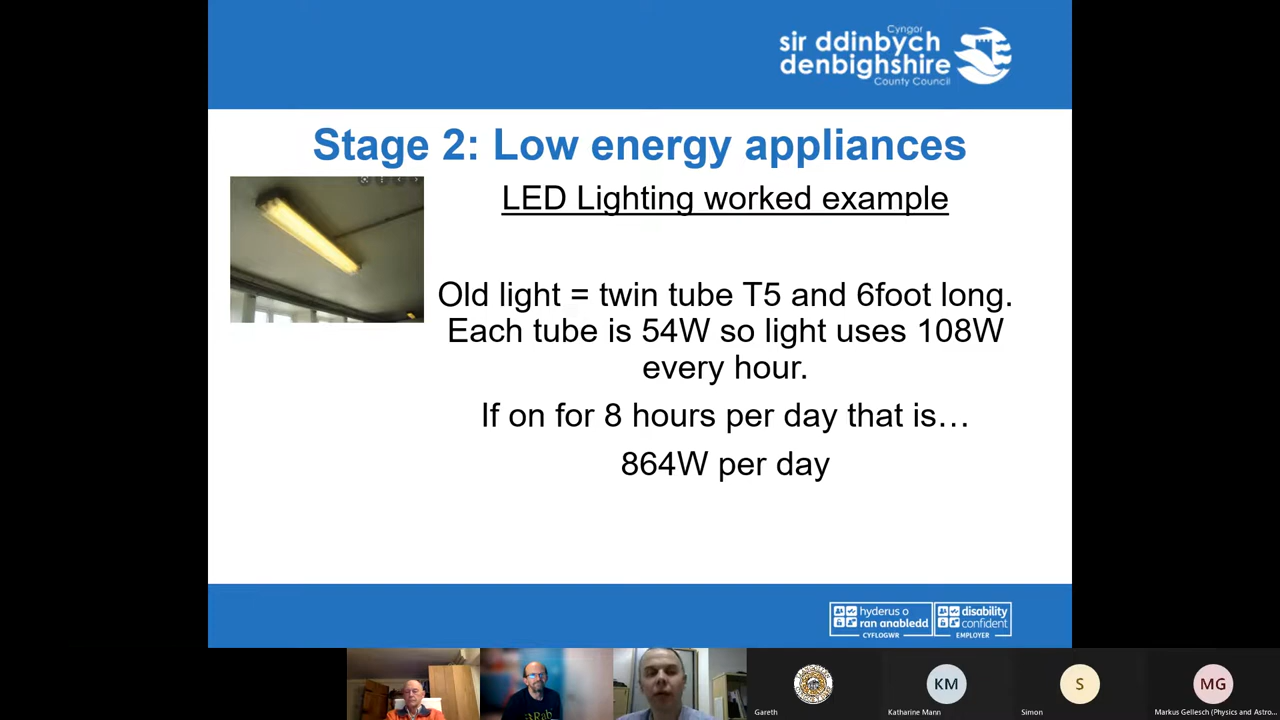 Cyngor
sir ddinbych
denbighshire
County Council
Stage 2: Low energy appliances
LED Lighting worked example
Old light = twin tube T5 and 6foot long.
Each tube is 54W so light uses 108W
every hour.
If on for 8 hours per day that is…
864W per day
hyderus o
ran anabledd
CYFLOGWR
disability
confident
EMPLOYER
KM
S
MG
Gareth
Katharine Mann
Simon
Markus Gellesch (Physics and Astro...